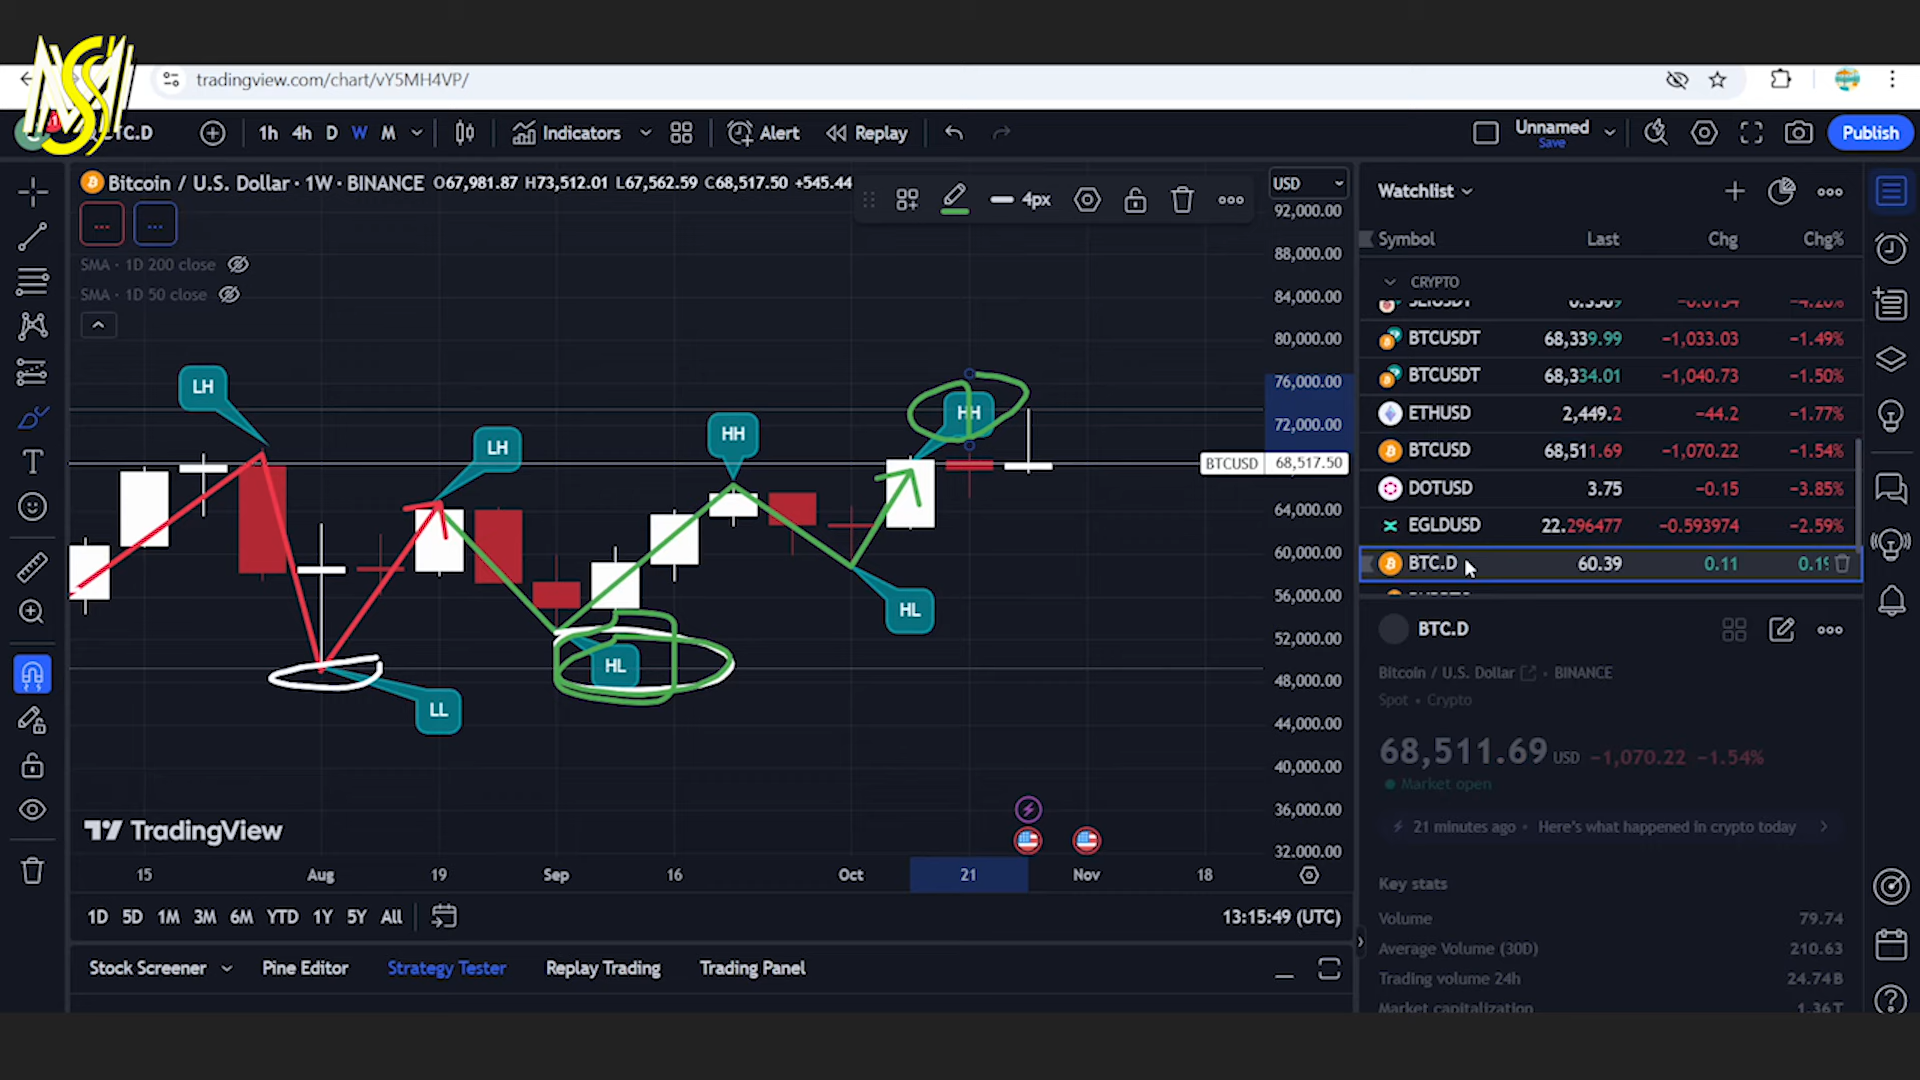 tradingview.com/chart/vY5MH4VP/
TC.D 1h 4h D W M Indicators Alert Replay Unnamed Save Publish
Bitcoin / U.S. Dollar · 1W · BINANCE O67,981.87 H73,512.01 L67,562.59 C68,517.50 +545.44
4px
USD
SMA · 1D 200 close
SMA · 1D 50 close
92,000.00
88,000.00
84,000.00
80,000.00
76,000.00
72,000.00
BTCUSD 68,517.50
64,000.00
60,000.00
56,000.00
52,000.00
48,000.00
44,000.00
40,000.00
36,000.00
32.000.00
LH
LH
HH
HH
HL
HL
LL
TradingView
15 Aug 19 Sep 16 Oct 21 Nov 18
1D 5D 1M 3M 6M YTD 1Y 5Y All 13:15:49 (UTC)
Stock Screener Pine Editor Strategy Tester Replay Trading Trading Panel
Watchlist
Symbol Last Chg Chg%
CRYPTO
BTCUSDT 68,339.99 −1,033.03 −1.49%
BTCUSDT 68,334.01 −1,040.73 −1.50%
ETHUSD 2,449.2 −44.2 −1.77%
BTCUSD 68,511.69 −1,070.22 −1.54%
DOTUSD 3.75 −0.15 −3.85%
EGLDUSD 22.296477 −0.593974 −2.59%
BTC.D 60.39 0.11
BTC.D
Bitcoin / U.S. Dollar · BINANCE
Spot • Crypto
68,511.69 USD −1,070.22 −1.54%
Market open
21 minutes ago • Here's what happened in crypto today
Key stats
Volume 79.74
Average Volume (30D) 210.63
Trading volume 24h 24.74B
Market capitalization 1.36T